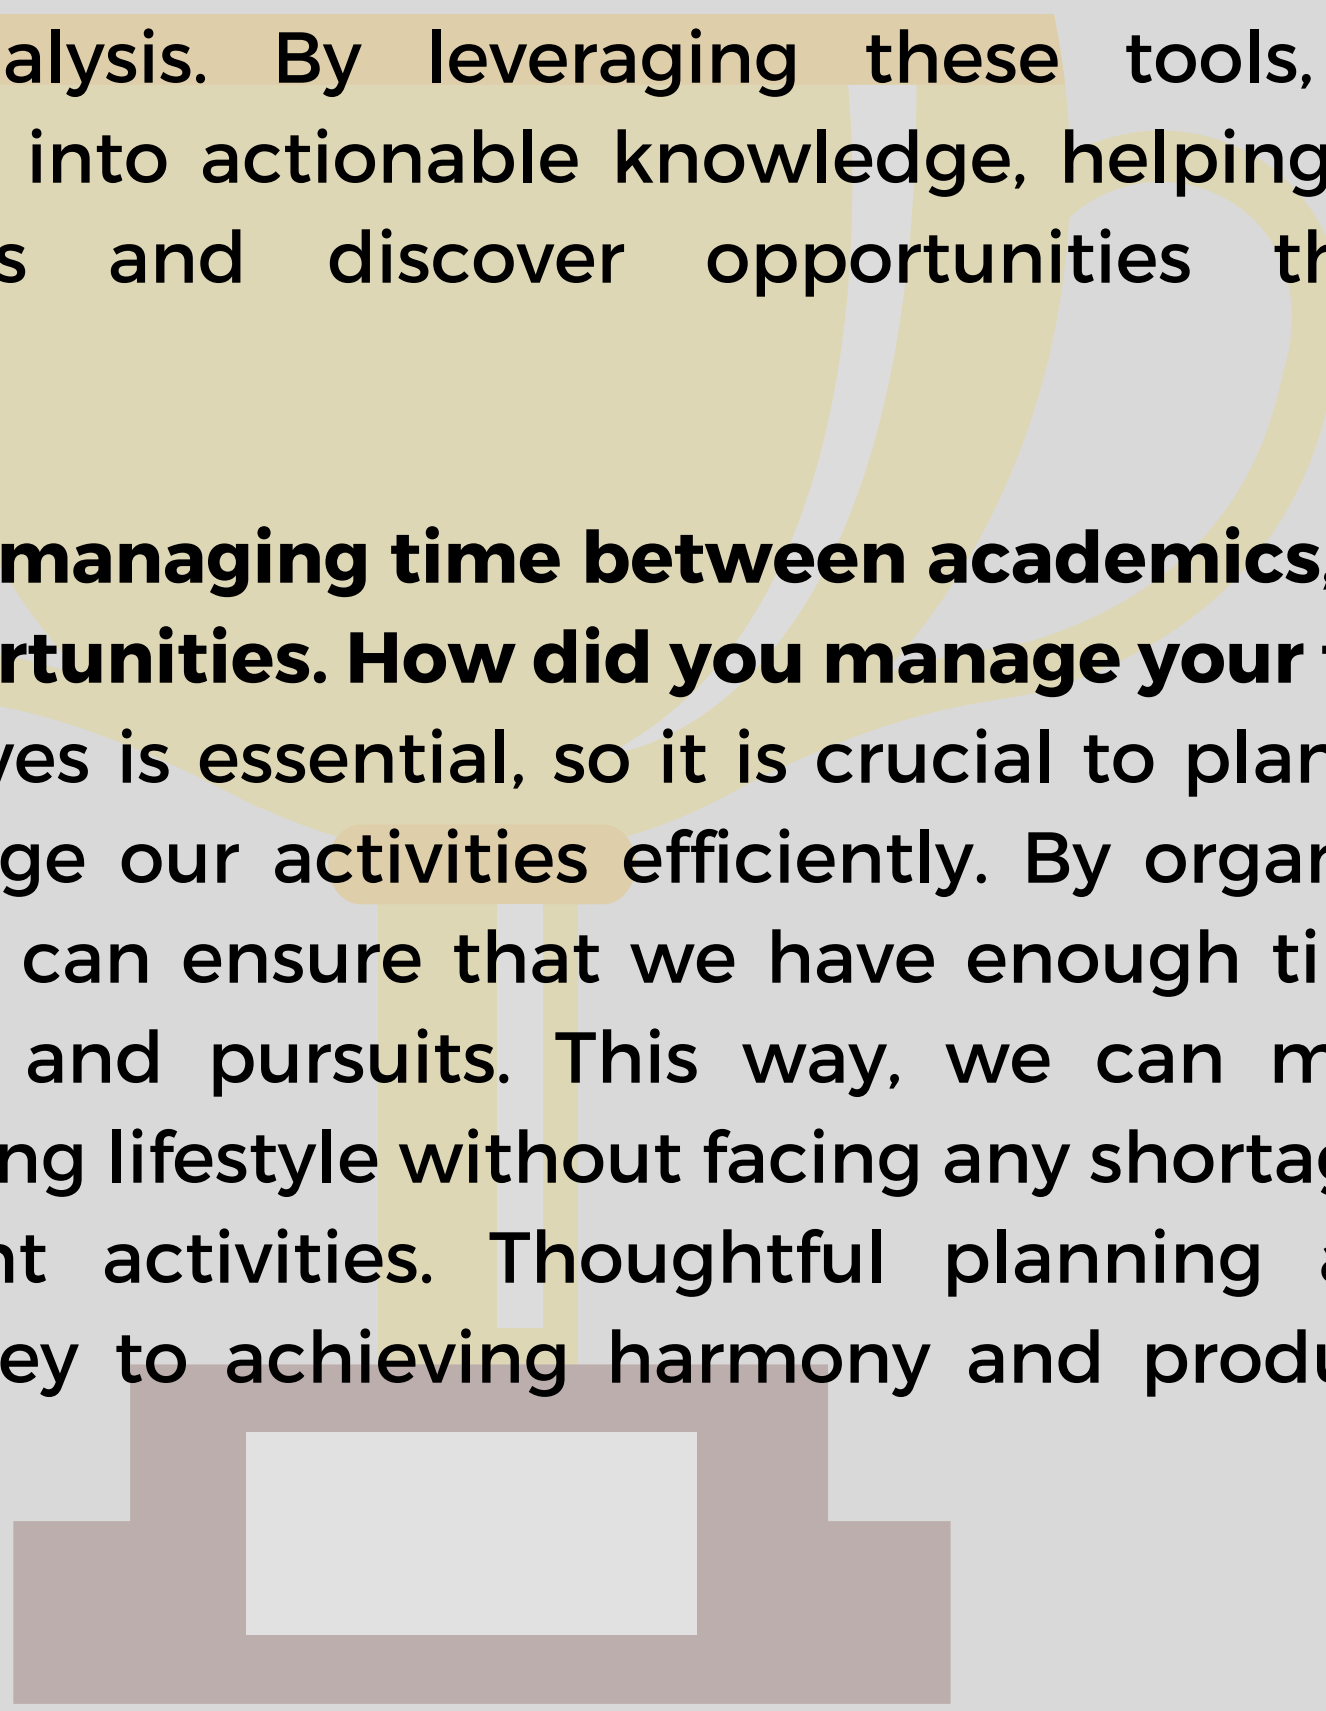 alysis. By leveraging these tools,
into actionable knowledge, helping
s and discover opportunities th
managing time between academics,
rtunities. How did you manage your
ves is essential, so it is crucial to plan
ge our activities efficiently. By organ
can ensure that we have enough ti
and pursuits. This way, we can m
ng lifestyle without facing any shortag
nt activities. Thoughtful planning a
ey to achieving harmony and produ